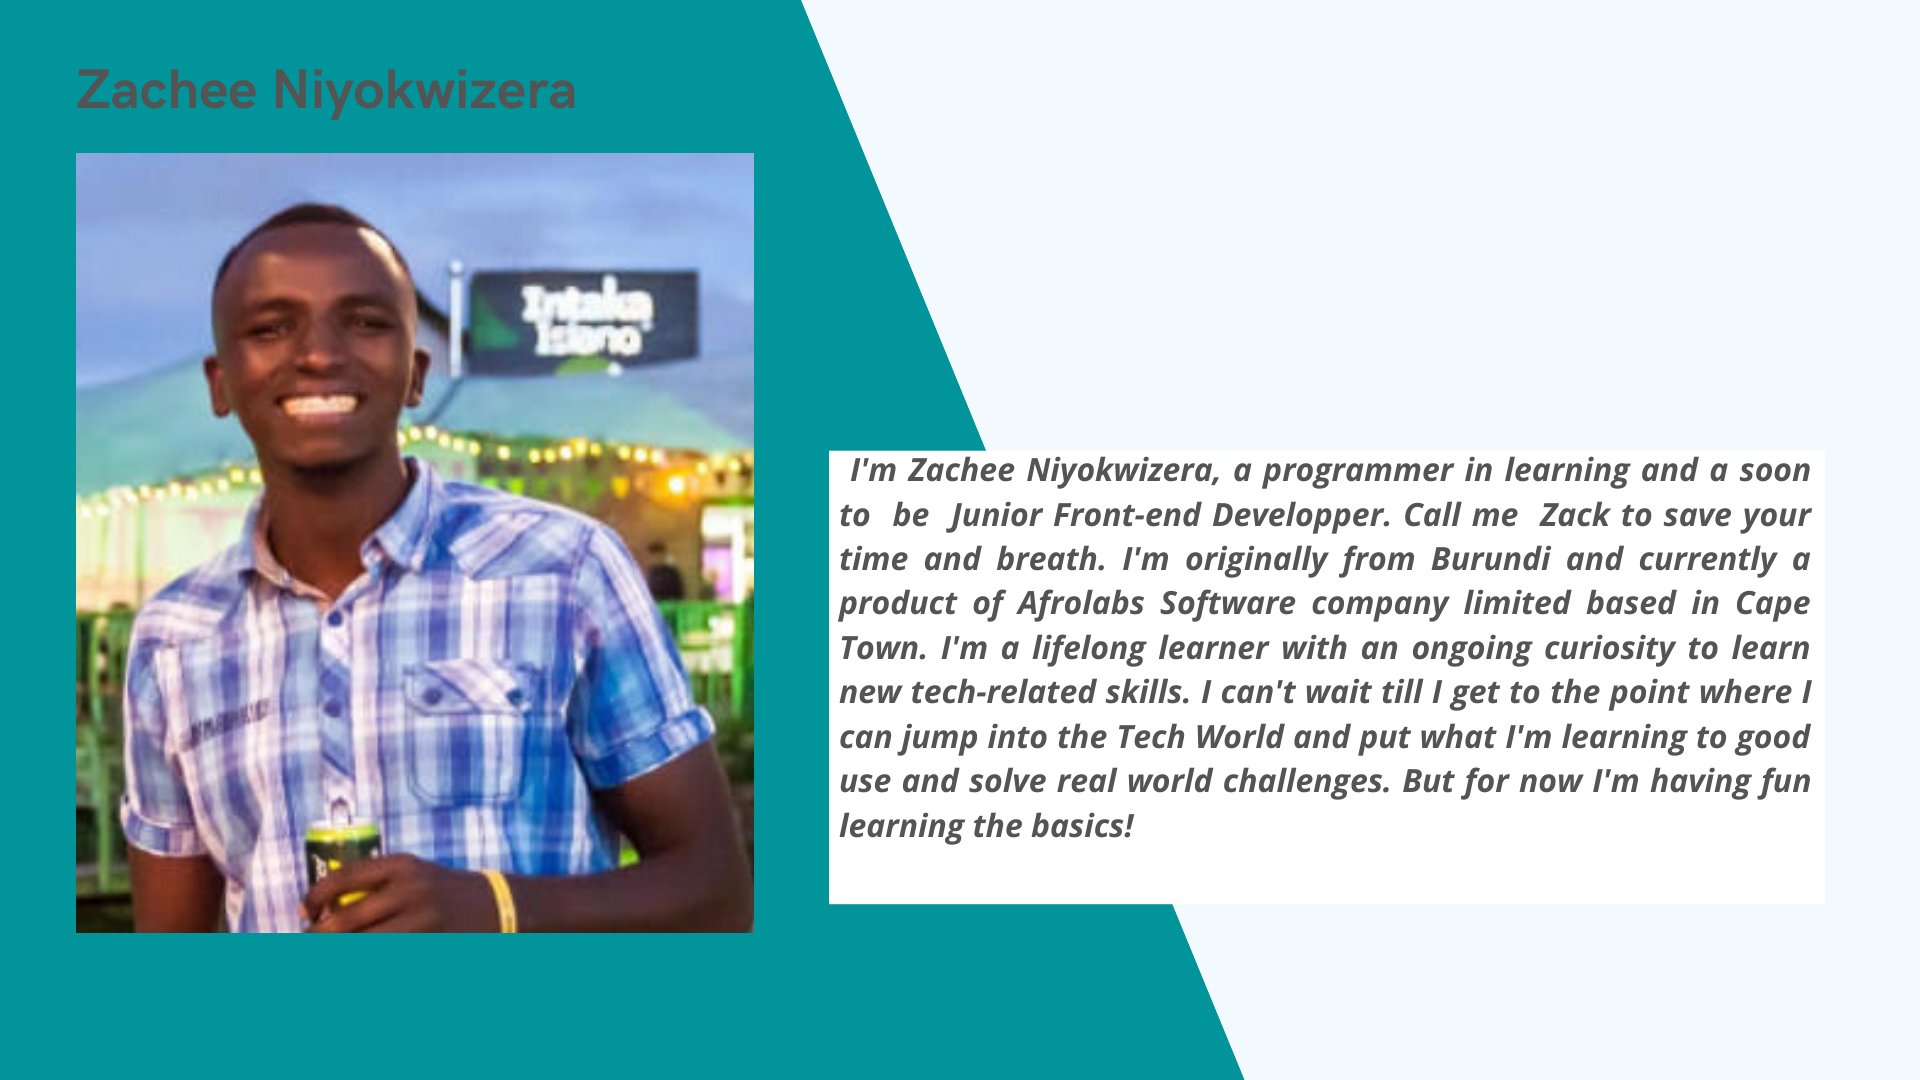 Zachee Niyokwizera
Intaka
Island
I'm Zachee Niyokwizera, a programmer in learning and a soon
to be Junior Front-end Developper. Call me Zack to save your
time and breath. I'm originally from Burundi and currently a
product of Afrolabs Software company limited based in Cape
Town. I'm a lifelong learner with an ongoing curiosity to learn
new tech-related skills. I can't wait till I get to the point where I
can jump into the Tech World and put what I'm learning to good
use and solve real world challenges. But for now I'm having fun
learning the basics!